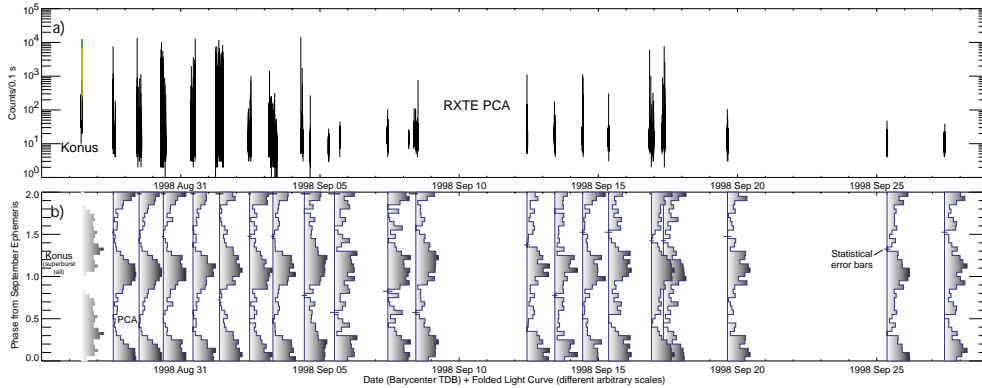 a)
Counts/0.1 s
10^5
10^4
10^3
10^2
10^1
10^0
Konus
RXTE PCA
1998 Aug 31
1998 Sep 05
1998 Sep 10
1998 Sep 15
1998 Sep 20
1998 Sep 25
b)
Phase from September Ephemeris
2.0
1.5
1.0
0.5
0.0
Konus
(superburst
tail)
PCA
Statistical
error bars
1998 Aug 31
1998 Sep 05
1998 Sep 10
1998 Sep 15
1998 Sep 20
1998 Sep 25
Date (Barycenter TDB) + Folded Light Curve (different arbitrary scales)